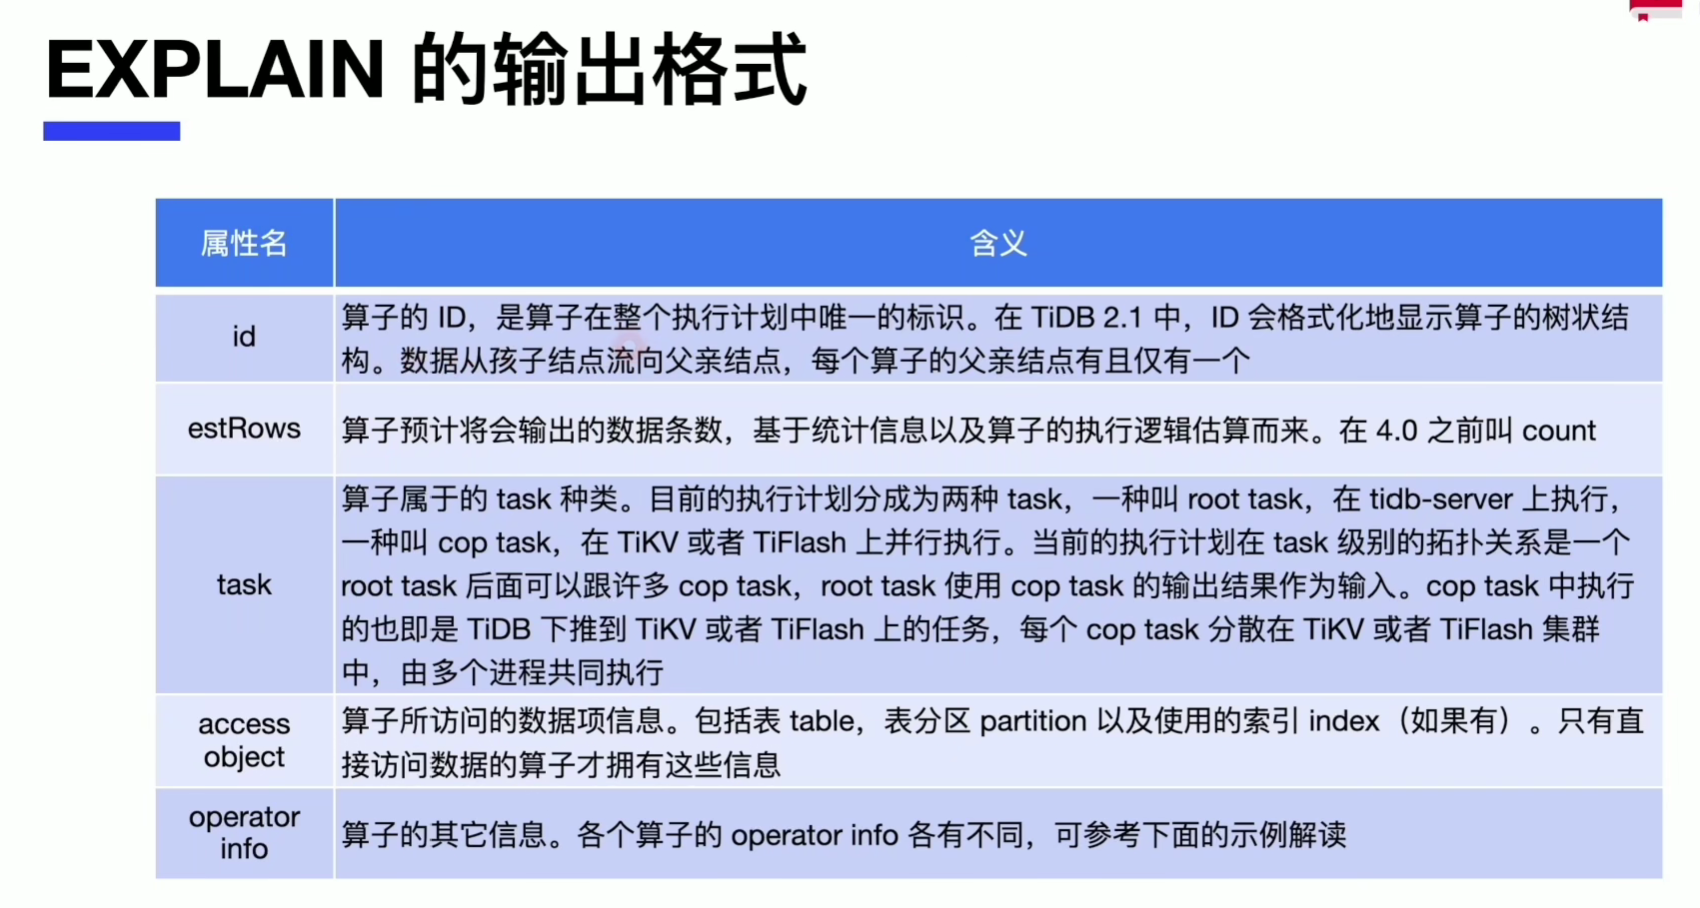 EXPLAIN 的输出格式
属性名
含义
id
算子的 ID，是算子在整个执行计划中唯一的标识。在 TiDB 2.1 中，ID 会格式化地显示算子的树状结
构。数据从孩子结点流向父亲结点，每个算子的父亲结点有且仅有一个
estRows
算子预计将会输出的数据条数，基于统计信息以及算子的执行逻辑估算而来。在 4.0 之前叫 count
task
算子属于的 task 种类。目前的执行计划分成为两种 task，一种叫 root task，在 tidb-server 上执行，
一种叫 cop task，在 TiKV 或者 TiFlash 上并行执行。当前的执行计划在 task 级别的拓扑关系是一个
root task 后面可以跟许多 cop task，root task 使用 cop task 的输出结果作为输入。cop task 中执行
的也即是 TiDB 下推到 TiKV 或者 TiFlash 上的任务，每个 cop task 分散在 TiKV 或者 TiFlash 集群
中，由多个进程共同执行
access
object
算子所访问的数据项信息。包括表 table，表分区 partition 以及使用的索引 index（如果有）。只有直
接访问数据的算子才拥有这些信息
operator
info
算子的其它信息。各个算子的 operator info 各有不同，可参考下面的示例解读